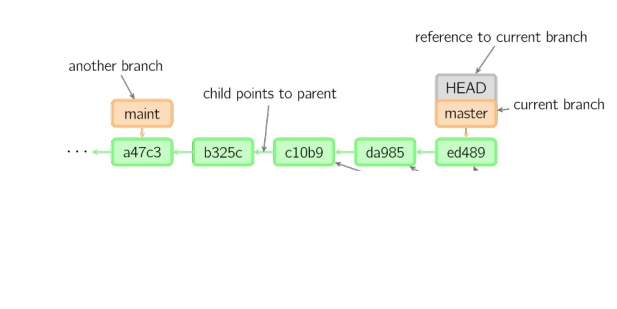 reference to current branch
another branch
HEAD
child points to parent
current branch
maint
master
... a47c3 b325c c10b9 da985 ed489